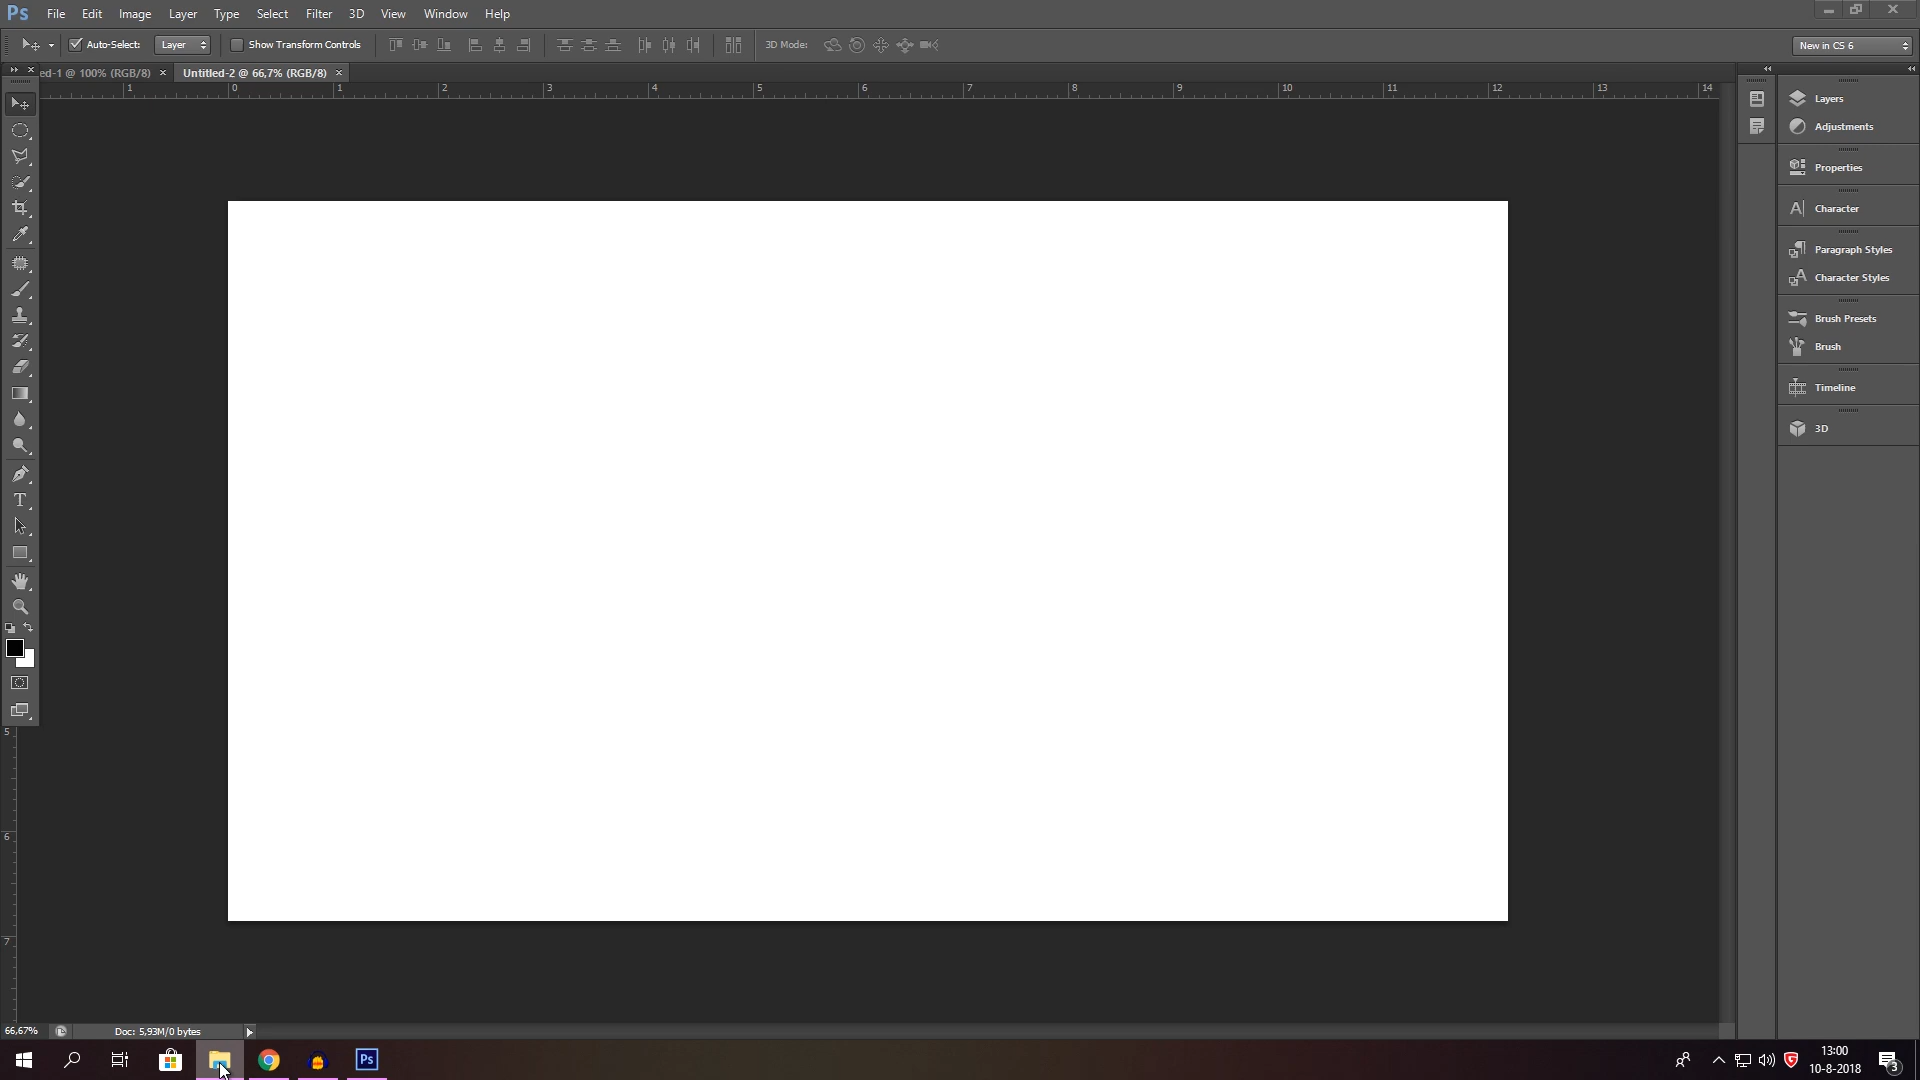 Ps File Edit Image Layer Type Select Filter 3D View Window Help
Auto-Select: Layer Show Transform Controls 3D Mode: New in CS 6
ed-1 @ 100% (RGB/8) × Untitled-2 @ 66,7% (RGB/8) ×
1 0 1 2 3 4 5 6 7 8 9 10 11 12 13 14
Layers
Adjustments
Properties
Character
Paragraph Styles
Character Styles
Brush Presets
Brush
Timeline
3D
5
6
7
66,67% Doc: 5,93M/0 bytes
Ps
13:00
10-8-2018
3